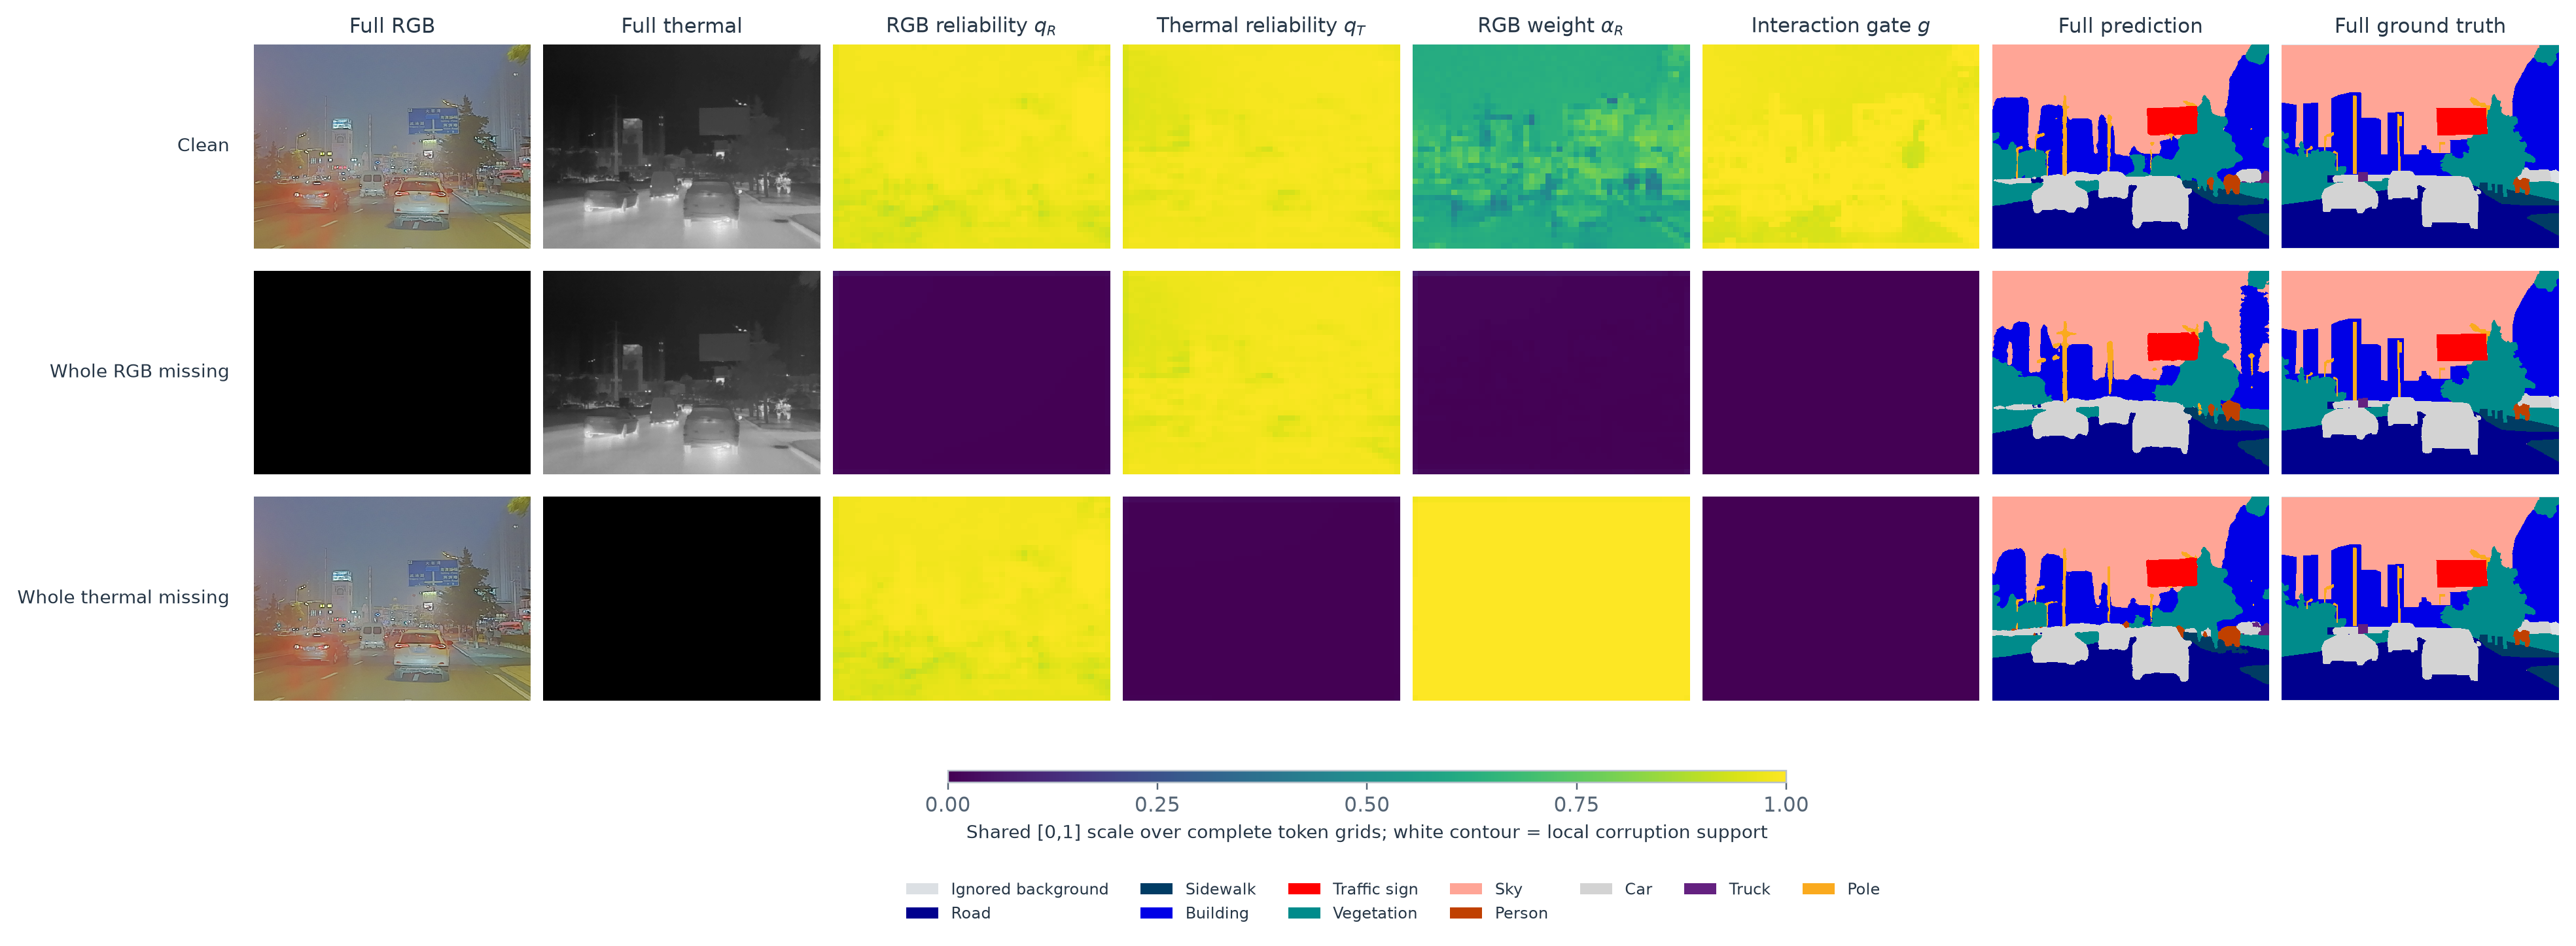 Full RGB
Full thermal
RGB reliability q_R
Thermal reliability q_T
RGB weight α_R
Interaction gate g
Full prediction
Full ground truth
Clean
Whole RGB missing
Whole thermal missing
0.00
0.25
0.50
0.75
1.00
Shared [0,1] scale over complete token grids; white contour = local corruption support
Ignored background
Sidewalk
Traffic sign
Sky
Car
Truck
Pole
Road
Building
Vegetation
Person